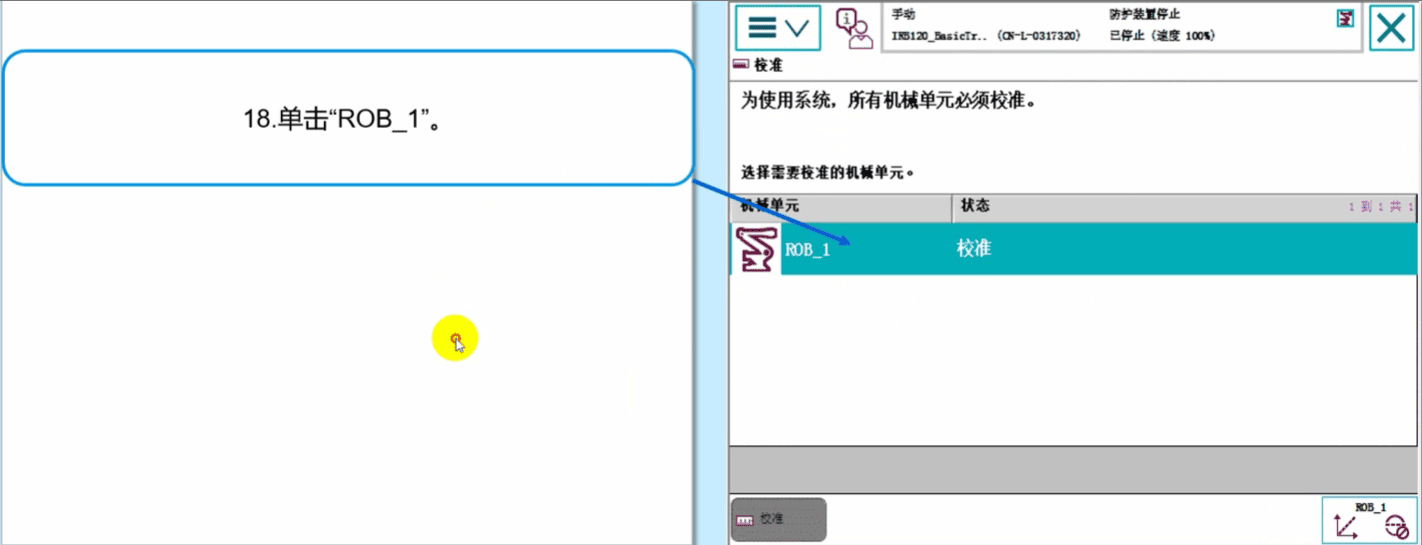 18.单击“ROB_1”。
手动
防护装置停止
IRB120_BasicTr.. (CN-L-0317320)
已停止 (速度 100%)
校准
为使用系统，所有机械单元必须校准。
选择需要校准的机械单元。
机械单元
状态
1 到 1 共 1
ROB_1
校准
校准
ROB_1